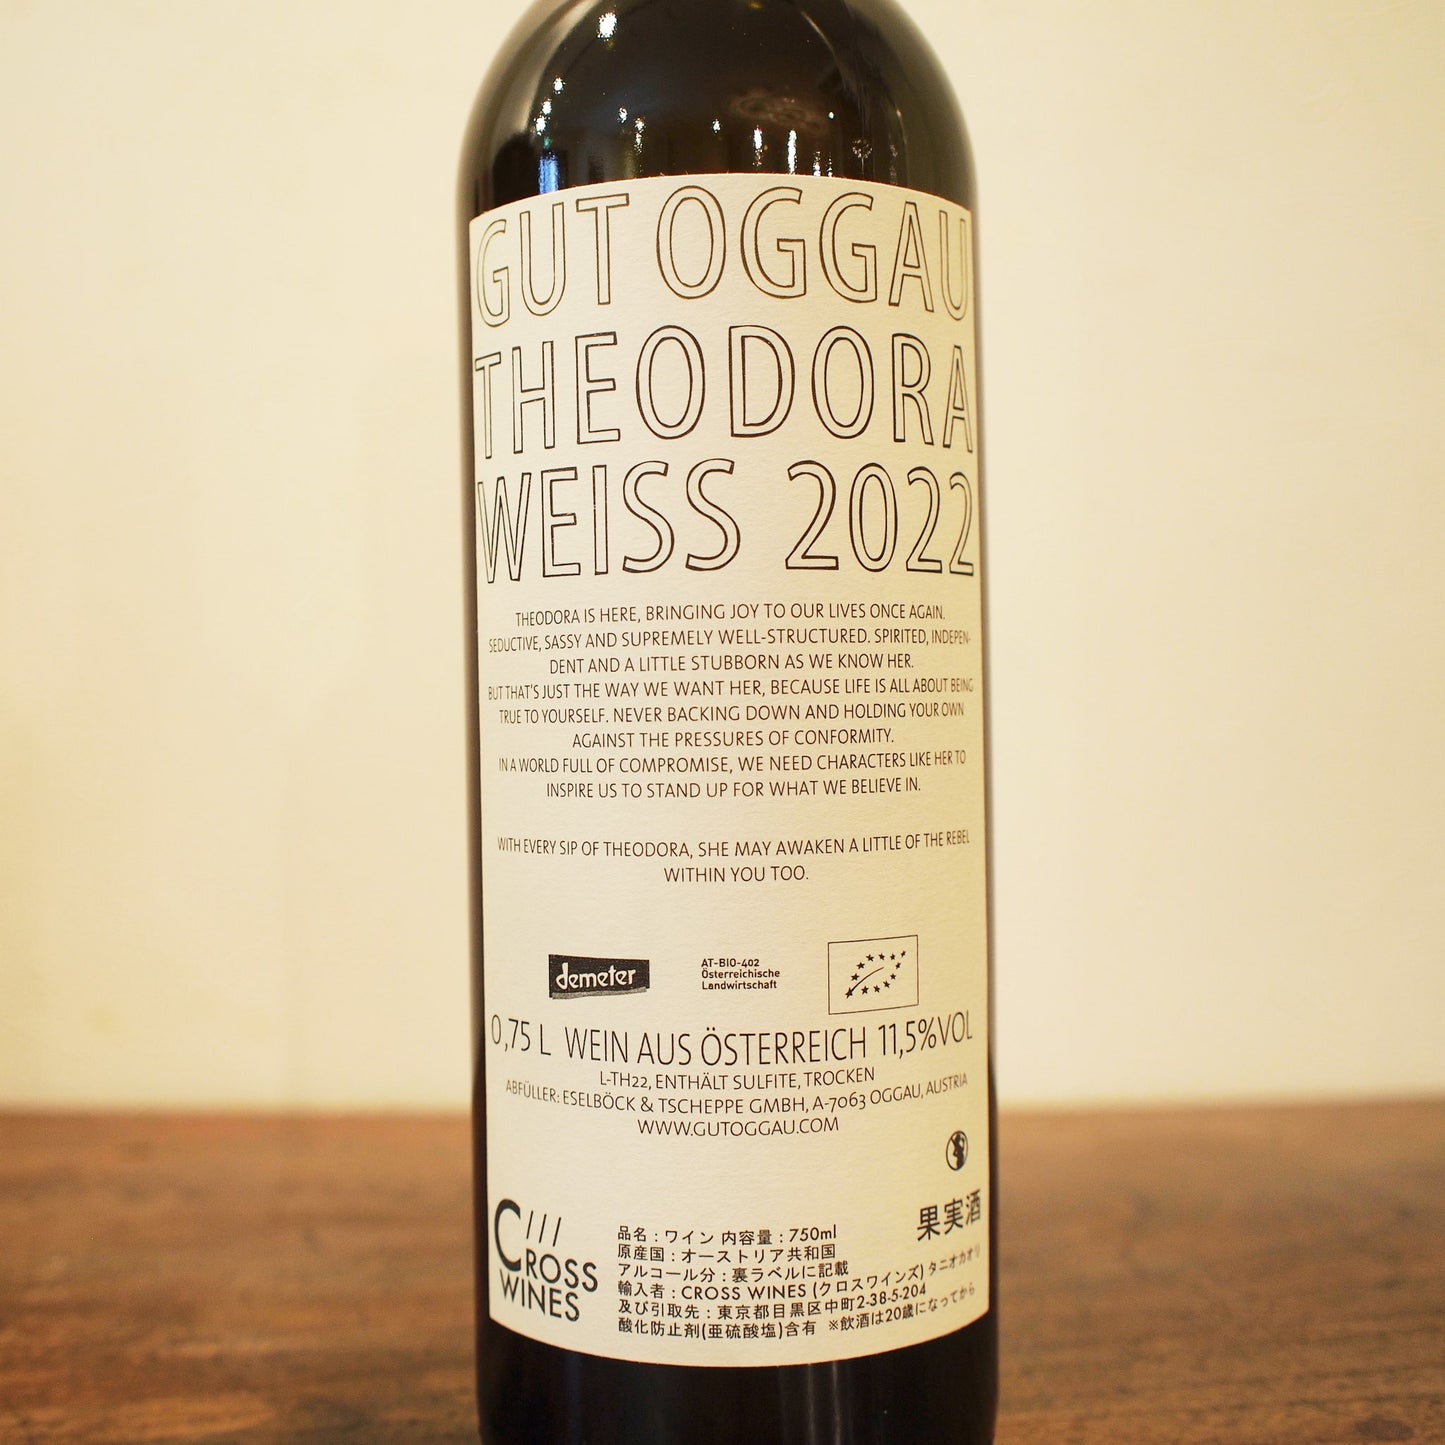 GUT OGGAU
THEODORA
WEISS 2022
THEODORA IS HERE, BRINGING JOY TO OUR LIVES ONCE AGAIN.
SEDUCTIVE, SASSY AND SUPREMELY WELL-STRUCTURED. SPIRITED, INDEPEN-
DENT AND A LITTLE STUBBORN AS WE KNOW HER.
BUT THAT'S JUST THE WAY WE WANT HER, BECAUSE LIFE IS ALL ABOUT BEING
TRUE TO YOURSELF. NEVER BACKING DOWN AND HOLDING YOUR OWN
AGAINST THE PRESSURES OF CONFORMITY.
IN A WORLD FULL OF COMPROMISE, WE NEED CHARACTERS LIKE HER TO
INSPIRE US TO STAND UP FOR WHAT WE BELIEVE IN.
WITH EVERY SIP OF THEODORA, SHE MAY AWAKEN A LITTLE OF THE REBEL
WITHIN YOU TOO.
demeter
AT-BIO-402
Österreichische
Landwirtschaft
0,75 L WEIN AUS ÖSTERREICH 11,5%VOL
L-TH22, ENTHÄLT SULFITE, TROCKEN
ABFÜLLER: ESELBÖCK & TSCHEPPE GMBH, A-7063 OGGAU, AUSTRIA
WWW.GUTOGGAU.COM
CROSS
WINES
果実酒
品名：ワイン 内容量：750ml
原産国：オーストリア共和国
アルコール分：裏ラベルに記載
輸入者：CROSS WINES (クロスワインズ) タニオカオリ
及び引取先：東京都目黒区中町2-38-5-204
酸化防止剤(亜硫酸塩)含有 ※飲酒は20歳になってから